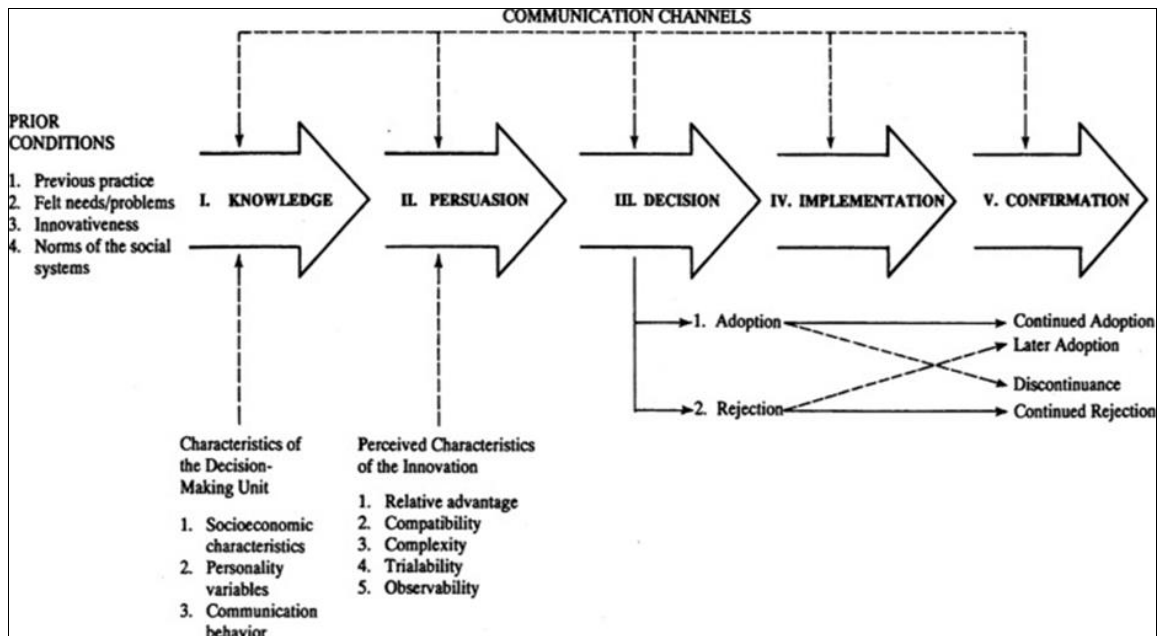 COMMUNICATION CHANNELS
PRIOR
CONDITIONS
1. Previous practice
2. Felt needs/problems
3. Innovativeness
4. Norms of the social
systems
I. KNOWLEDGE
II. PERSUASION
III. DECISION
IV. IMPLEMENTATION
V. CONFIRMATION
1. Adoption
2. Rejection
Continued Adoption
Later Adoption
Discontinuance
Continued Rejection
Characteristics of
the Decision-
Making Unit
1. Socioeconomic
characteristics
2. Personality
variables
3. Communication
behavior
Perceived Characteristics
of the Innovation
1. Relative advantage
2. Compatibility
3. Complexity
4. Trialability
5. Observability